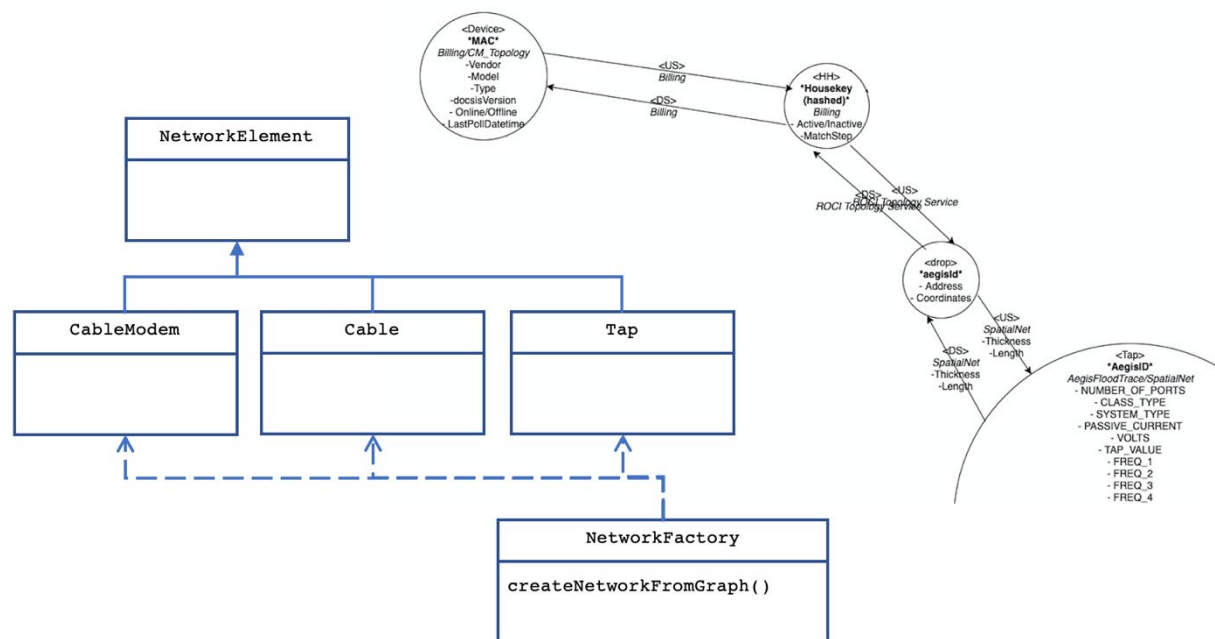 <Device>
*MAC*
Billing/CM_Topology
-Vendor
-Model
-Type
-docsisVersion
- Online/Offline
- LastPollDatetime
<US>
Billing
<DS>
Billing
<HH>
*Housekey
(hashed)*
Billing
- Active/Inactive
-MatchStep
<DS>
ROCI Topology Service
<US>
ROCI Topology Service
<drop>
*aegisId*
- Address
- Coordinates
<US>
SpatialNet
-Thickness
-Length
<DS>
SpatialNet
-Thickness
-Length
<Tap>
*AegisID*
AegisFloodTrace/SpatialNet
- NUMBER_OF_PORTS
- CLASS_TYPE
- SYSTEM_TYPE
- PASSIVE_CURRENT
- VOLTS
- TAP_VALUE
- FREQ_1
- FREQ_2
- FREQ_3
- FREQ_4
NetworkElement
CableModem
Cable
Tap
NetworkFactory
createNetworkFromGraph()